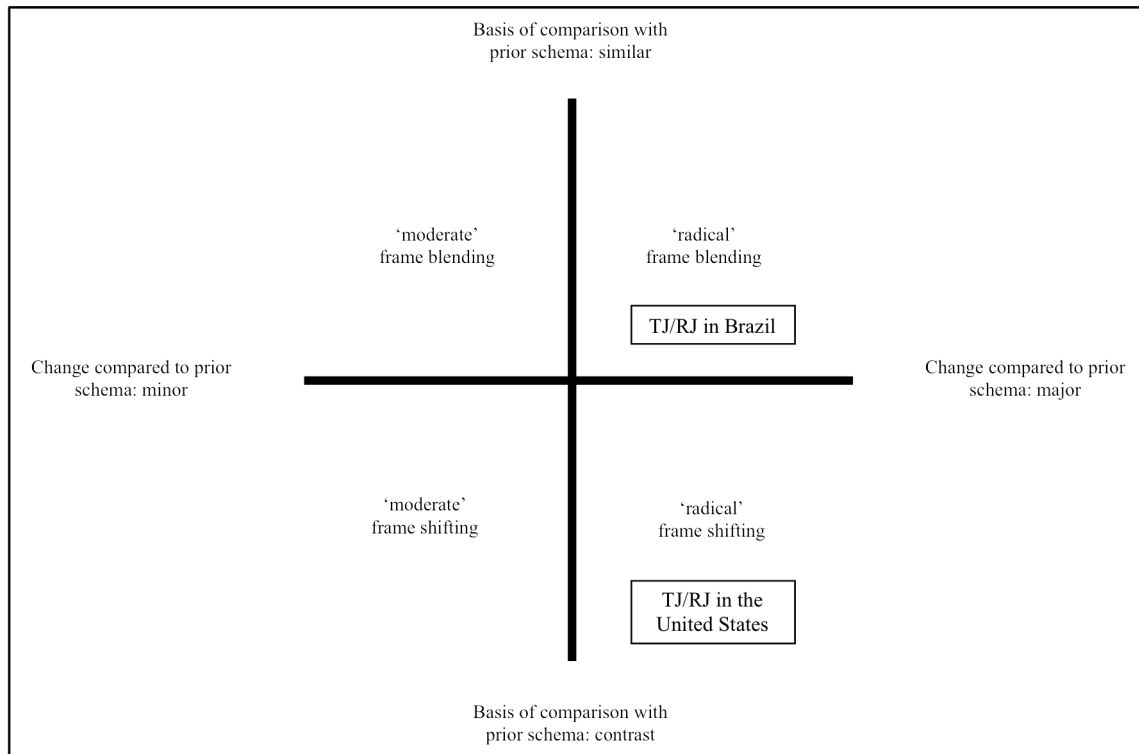 Basis of comparison with
prior schema: similar
‘moderate’
frame blending
‘radical’
frame blending
TJ/RJ in Brazil
Change compared to prior
schema: minor
Change compared to prior
schema: major
‘moderate’
frame shifting
‘radical’
frame shifting
TJ/RJ in the
United States
Basis of comparison with
prior schema: contrast